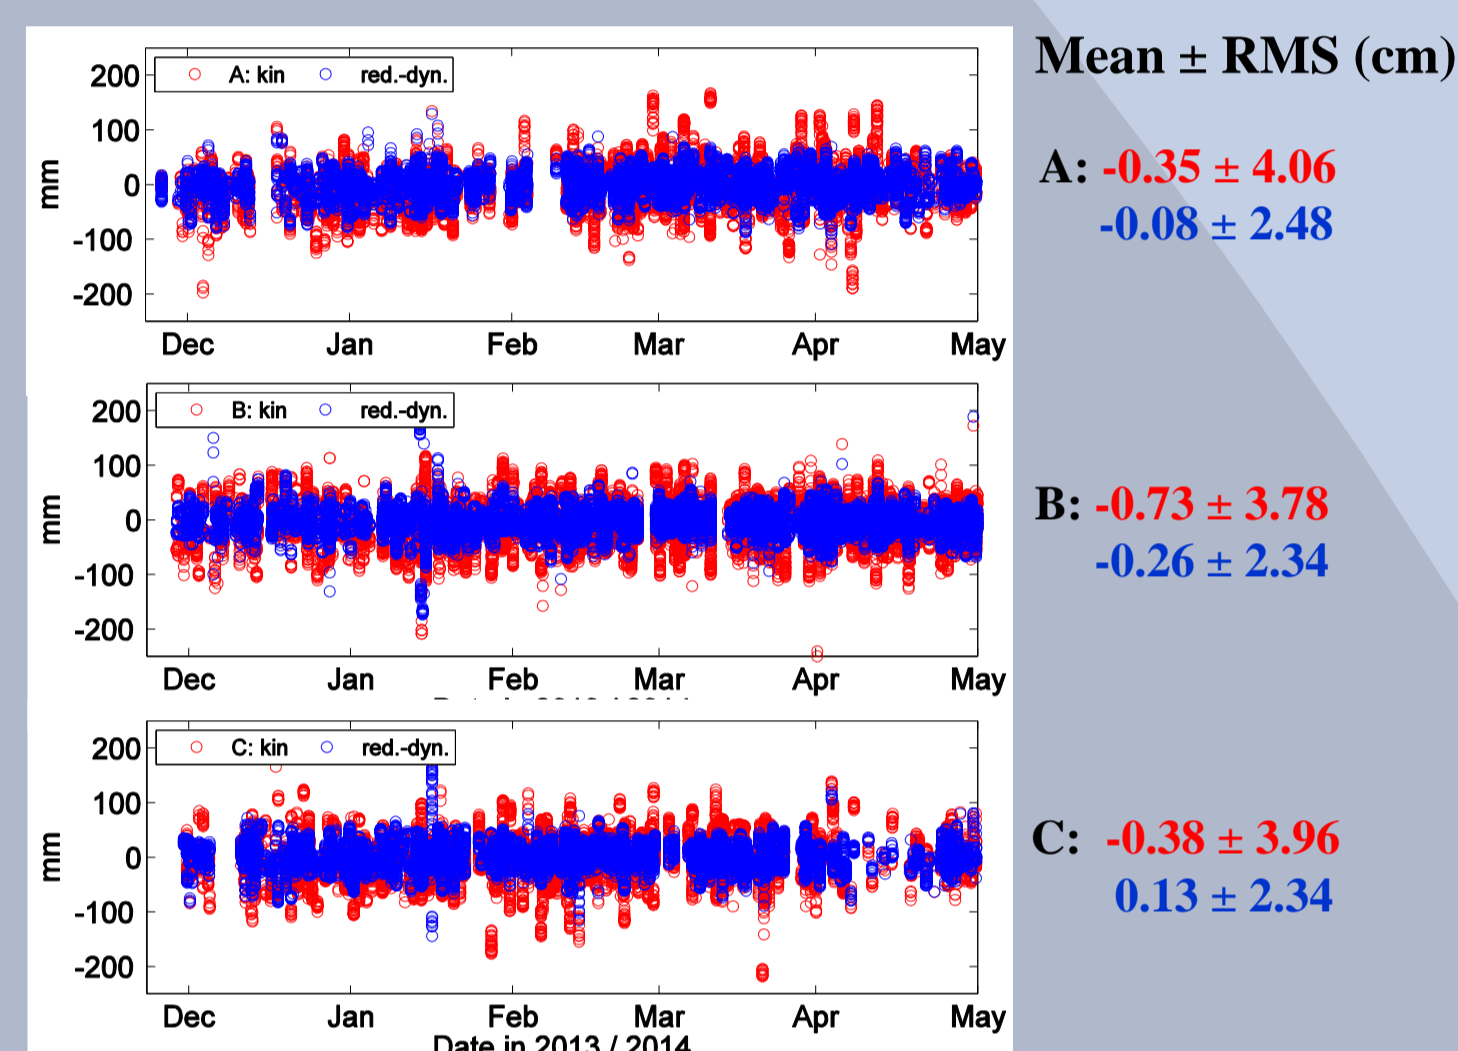 Mean ± RMS (cm)
A: kin red.-dyn.
200
100
0
-100
-200
mm
Dec Jan Feb Mar Apr May
A: -0.35 ± 4.06
-0.08 ± 2.48
B: kin red.-dyn.
200
100
0
-100
-200
mm
Dec Jan Feb Mar Apr May
B: -0.73 ± 3.78
-0.26 ± 2.34
C: kin red.-dyn.
200
100
0
-100
-200
mm
Dec Jan Feb Mar Apr May
Date in 2013 / 2014
C: -0.38 ± 3.96
0.13 ± 2.34